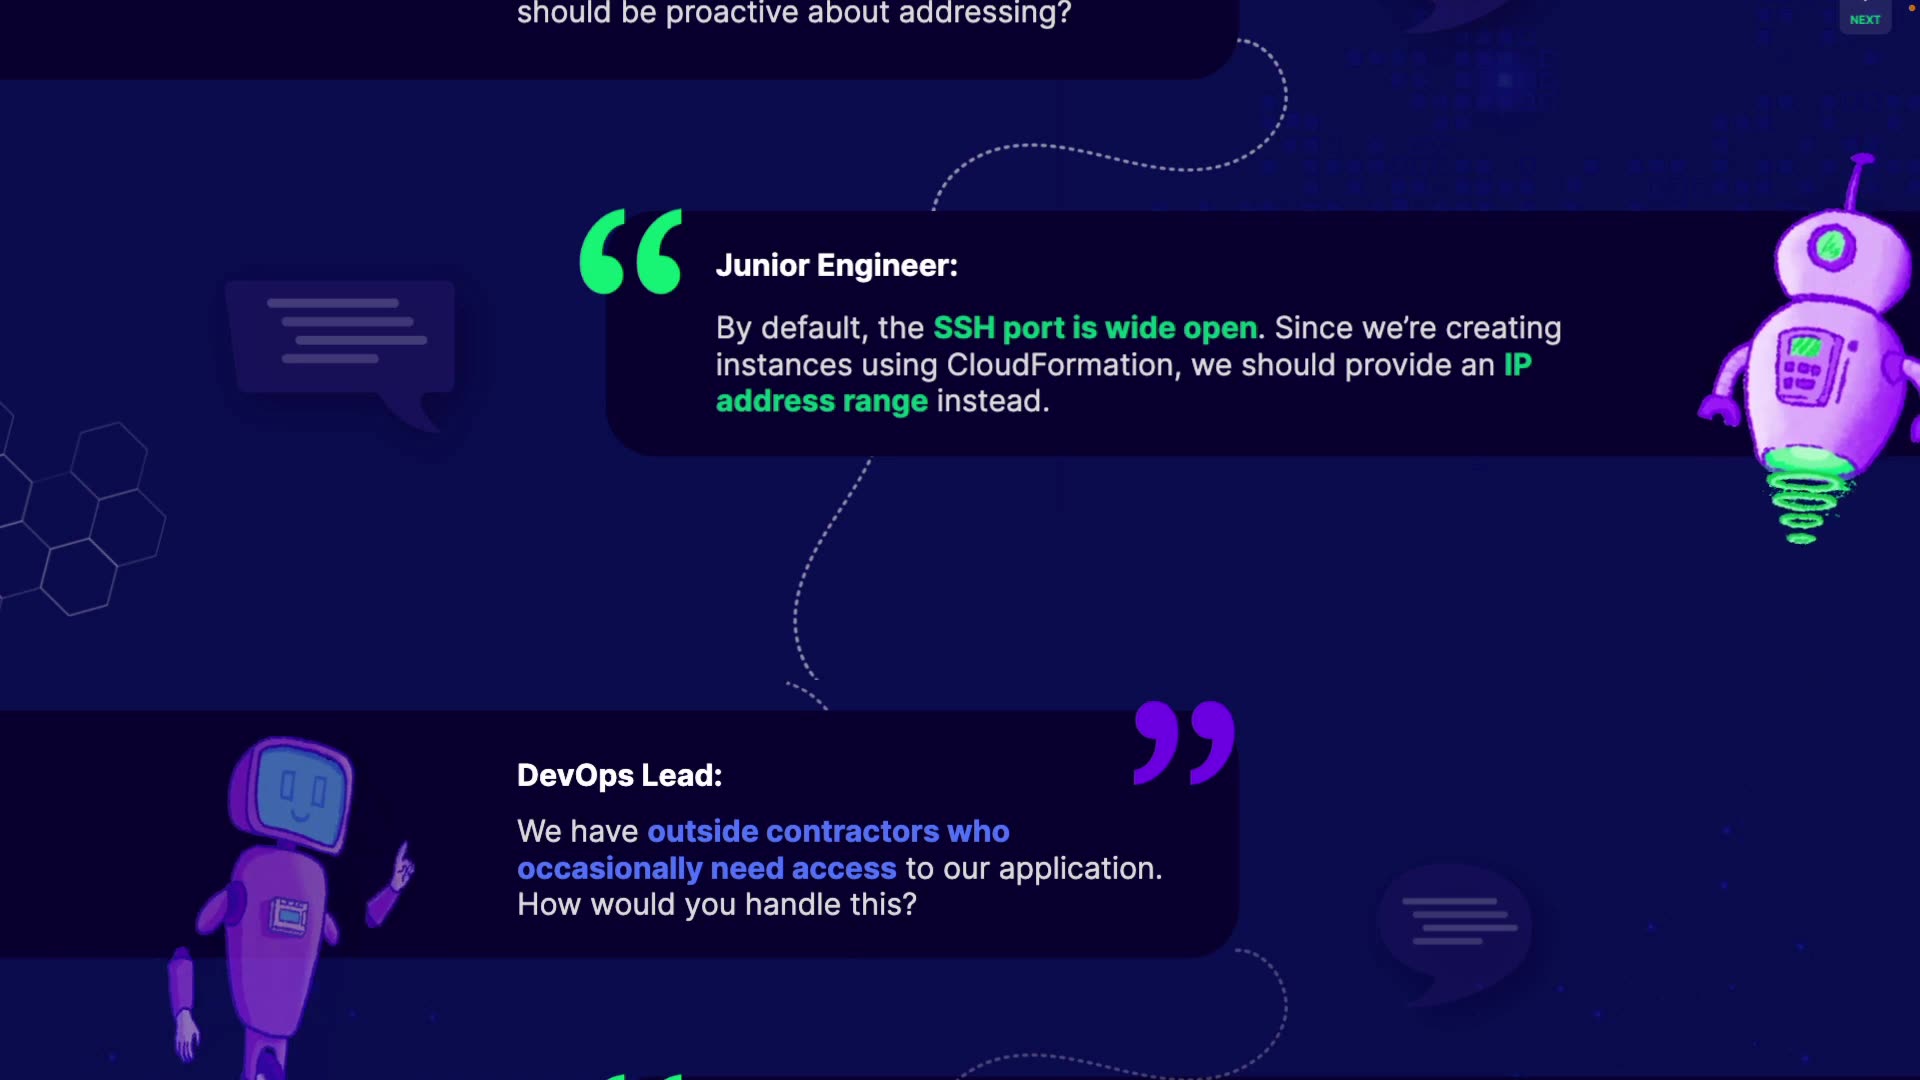 should be proactive about addressing?
NEXT
Junior Engineer:
By default, the SSH port is wide open. Since we’re creating
instances using CloudFormation, we should provide an IP
address range instead.
DevOps Lead:
We have outside contractors who
occasionally need access to our application.
How would you handle this?